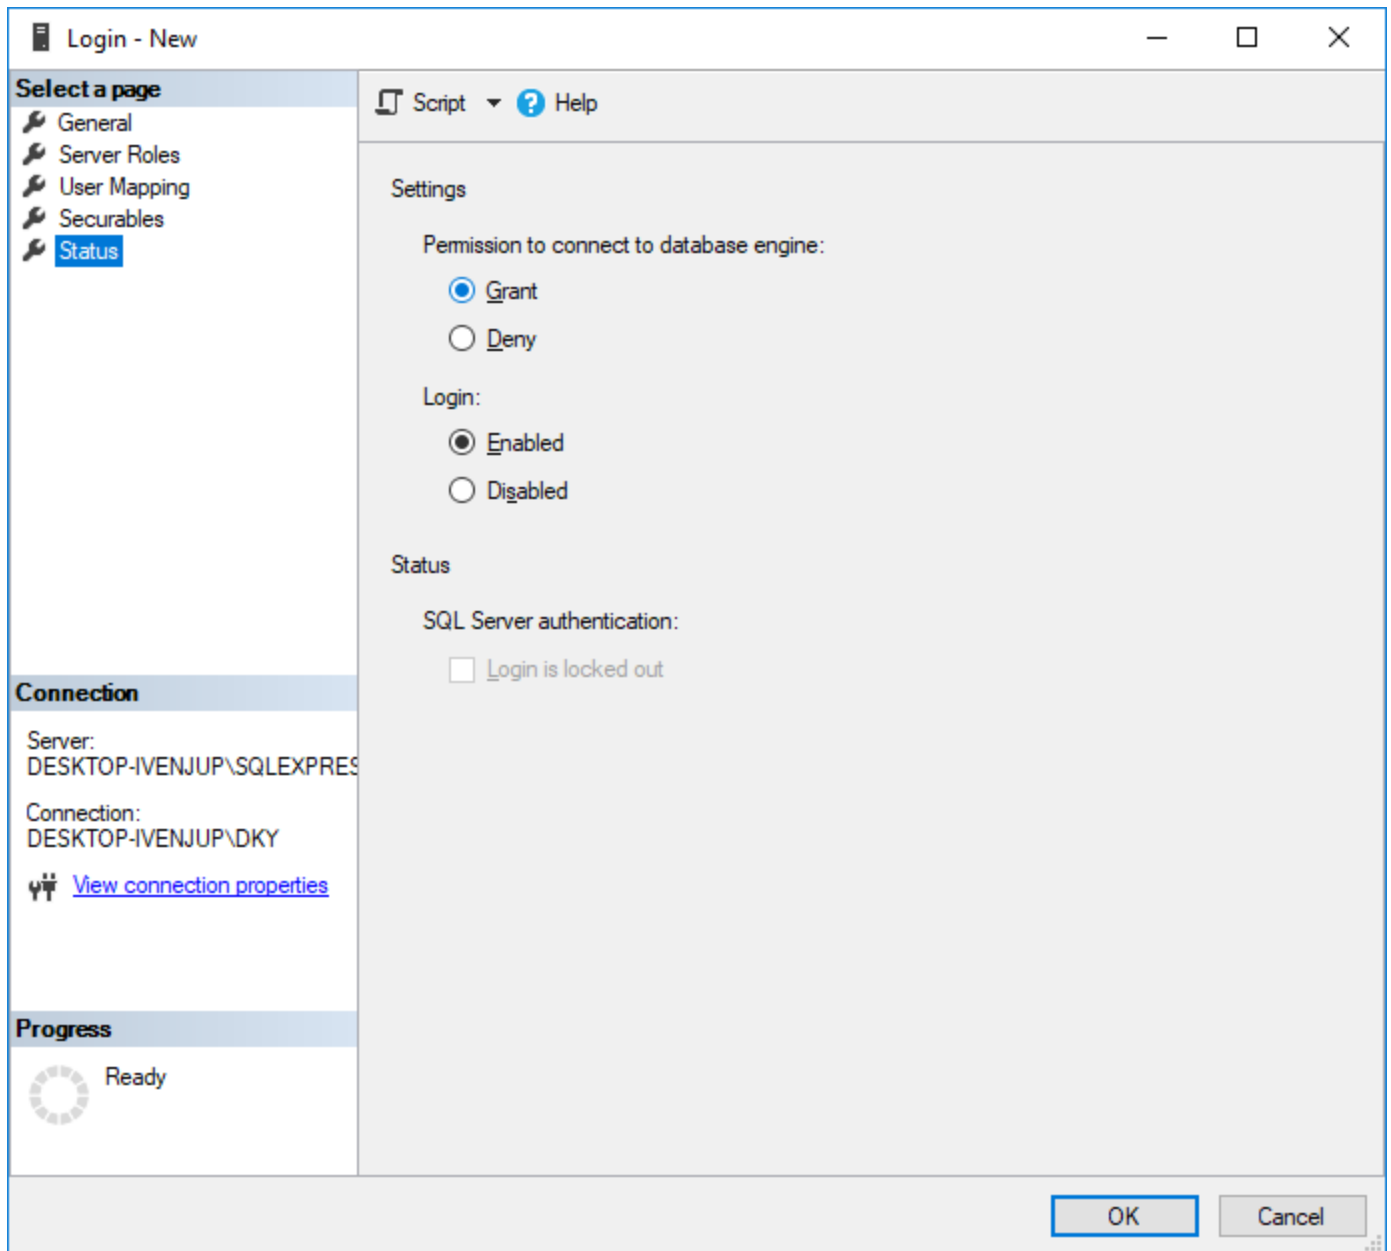 Login - New
Select a page
General
Server Roles
User Mapping
Securables
Status
Script
Help
Settings
Permission to connect to database engine:
Grant
Deny
Login:
Enabled
Disabled
Status
SQL Server authentication:
Login is locked out
Connection
Server:
DESKTOP-IVENJUP\SQLEXPRES
Connection:
DESKTOP-IVENJUP\DKY
View connection properties
Progress
Ready
OK
Cancel